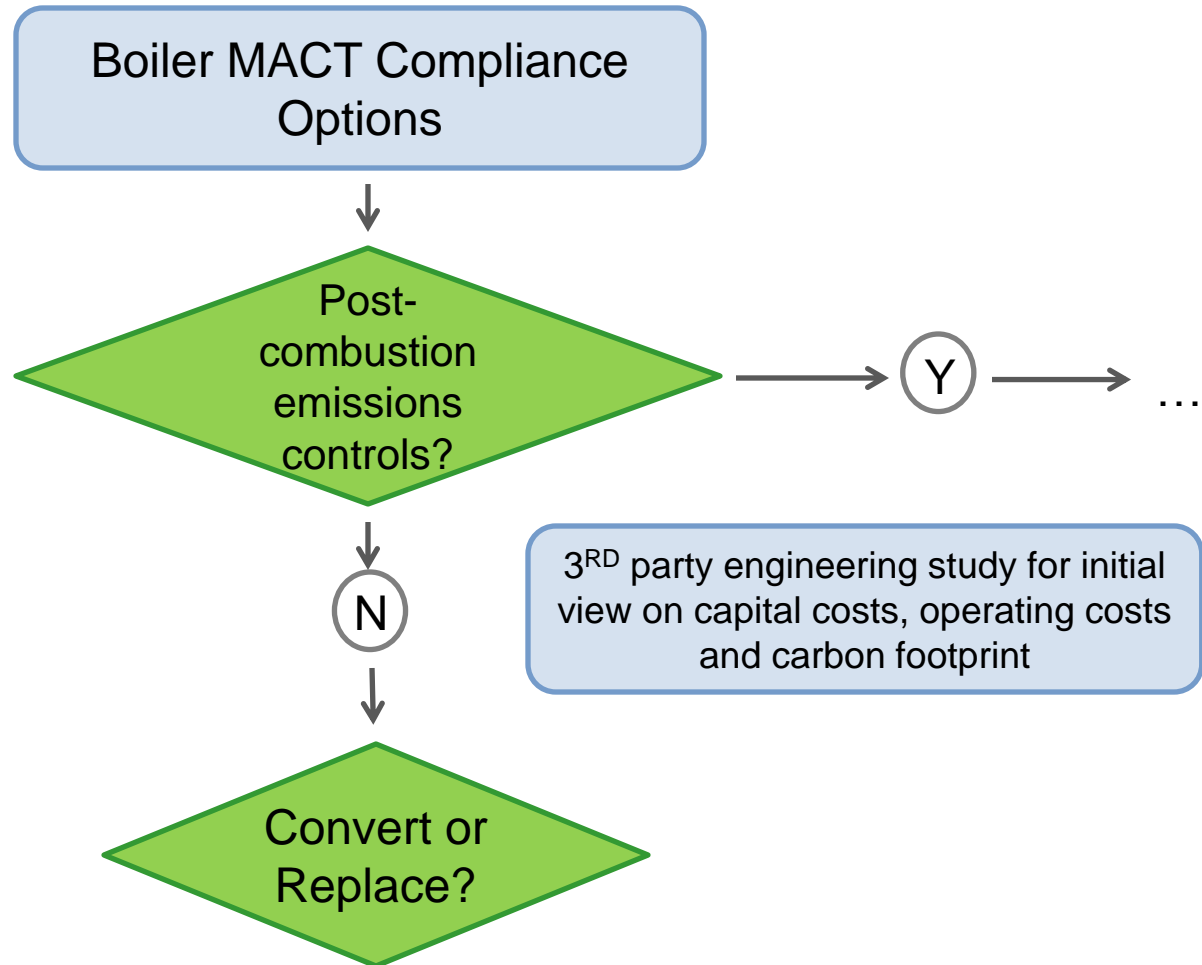 Boiler MACT Compliance
Options
Post-
combustion
emissions
controls?
Y
...
N
3RD party engineering study for initial
view on capital costs, operating costs
and carbon footprint
Convert or
Replace?